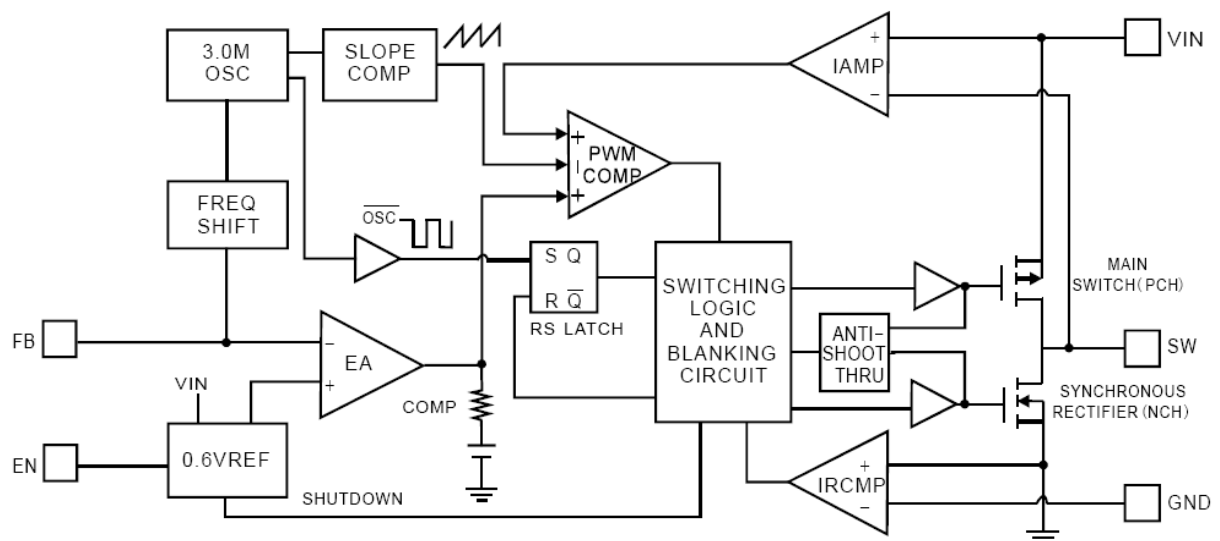 3.0M
OSC
SLOPE
COMP
+
IAMP
−
VIN
+
PWM
−
COMP
+
FREQ
SHIFT
OSC
S Q
R Q
RS LATCH
SWITCHING
LOGIC
AND
BLANKING
CIRCUIT
MAIN
SWITCH(PCH)
ANTI-
SHOOT
THRU
SW
FB
−
EA
+
VIN
COMP
SYNCHRONOUS
RECTIFIER(NCH)
EN
0.6VREF
SHUTDOWN
+
IRCMP
−
GND